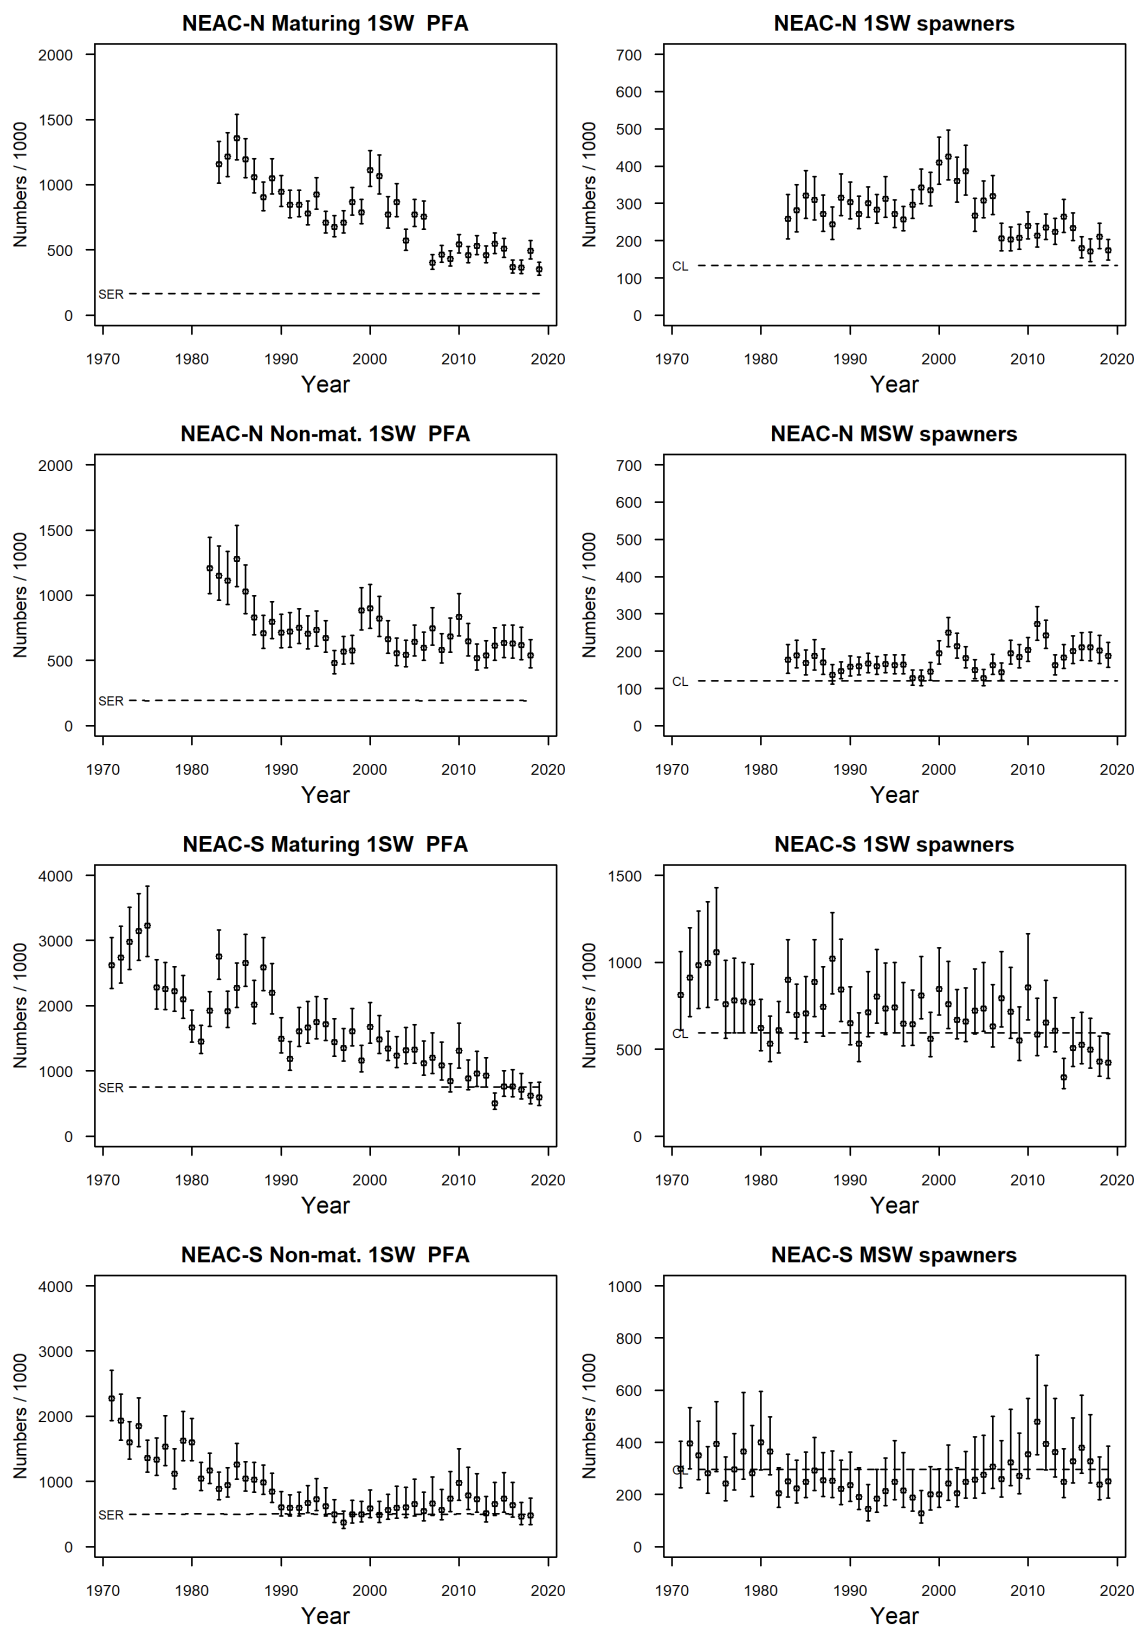 NEAC-N Maturing 1SW PFA
2000
1500
1000
500
0
Numbers / 1000
SER
1970 1980 1990 2000 2010 2020
Year
NEAC-N 1SW spawners
700
600
500
400
300
200
100
0
Numbers / 1000
CL
1970 1980 1990 2000 2010 2020
Year
NEAC-N Non-mat. 1SW PFA
2000
1500
1000
500
0
Numbers / 1000
SER
1970 1980 1990 2000 2010 2020
Year
NEAC-N MSW spawners
700
600
500
400
300
200
100
0
Numbers / 1000
CL
1970 1980 1990 2000 2010 2020
Year
NEAC-S Maturing 1SW PFA
4000
3000
2000
1000
0
Numbers / 1000
SER
1970 1980 1990 2000 2010 2020
Year
NEAC-S 1SW spawners
1500
1000
500
0
Numbers / 1000
CL
1970 1980 1990 2000 2010 2020
Year
NEAC-S Non-mat. 1SW PFA
4000
3000
2000
1000
0
Numbers / 1000
SER
1970 1980 1990 2000 2010 2020
Year
NEAC-S MSW spawners
1000
800
600
400
200
0
Numbers / 1000
CL
1970 1980 1990 2000 2010 2020
Year